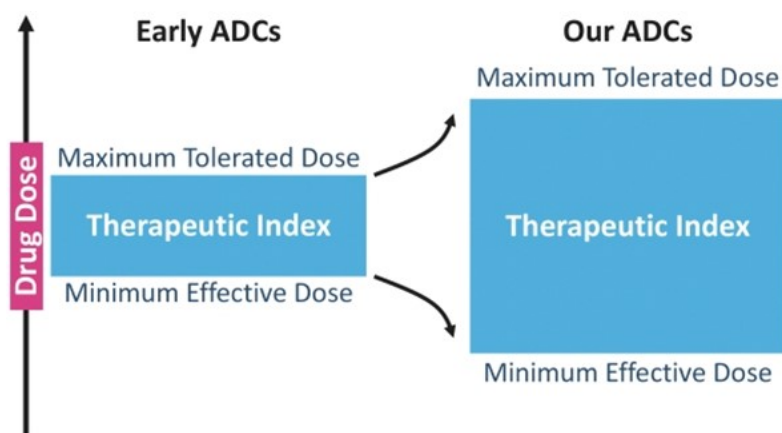 Early ADCs
Our ADCs
Maximum Tolerated Dose
Maximum Tolerated Dose
Drug Dose
Therapeutic Index
Therapeutic Index
Minimum Effective Dose
Minimum Effective Dose